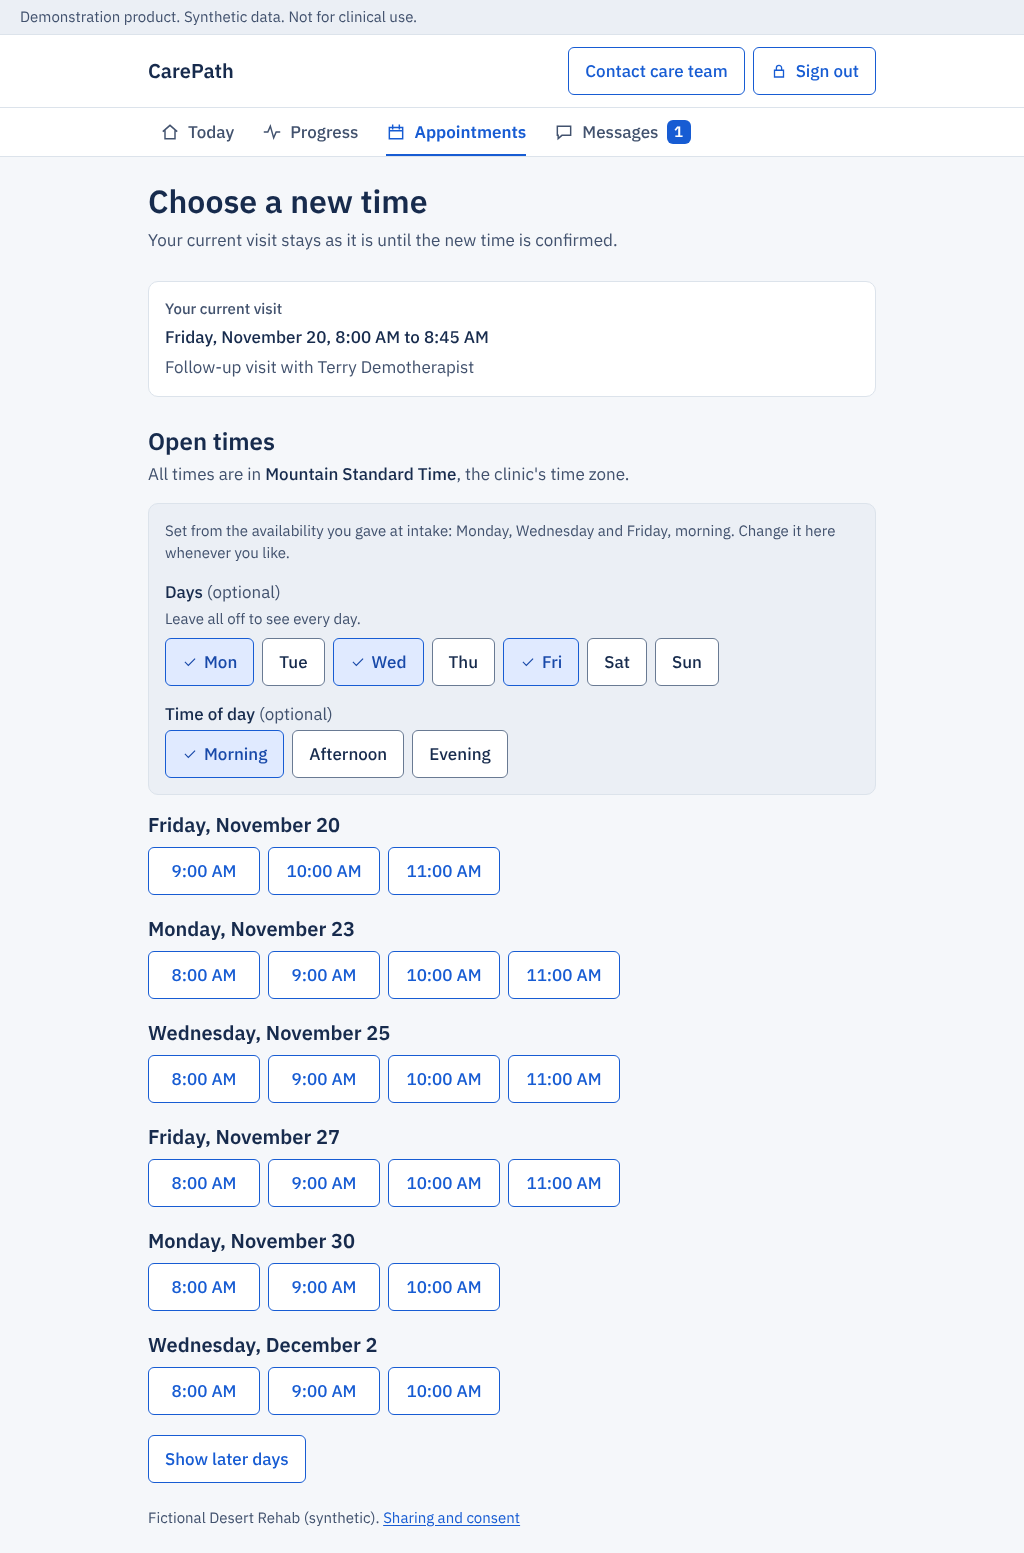 Demonstration product. Synthetic data. Not for clinical use.
CarePath
Contact care team
Sign out
Today
Progress
Appointments
Messages 1
Choose a new time
Your current visit stays as it is until the new time is confirmed.
Your current visit
Friday, November 20, 8:00 AM to 8:45 AM
Follow-up visit with Terry Demotherapist
Open times
All times are in Mountain Standard Time, the clinic's time zone.
Set from the availability you gave at intake: Monday, Wednesday and Friday, morning. Change it here
whenever you like.
Days (optional)
Leave all off to see every day.
Mon Tue Wed Thu Fri Sat Sun
Time of day (optional)
Morning Afternoon Evening
Friday, November 20
9:00 AM 10:00 AM 11:00 AM
Monday, November 23
8:00 AM 9:00 AM 10:00 AM 11:00 AM
Wednesday, November 25
8:00 AM 9:00 AM 10:00 AM 11:00 AM
Friday, November 27
8:00 AM 9:00 AM 10:00 AM 11:00 AM
Monday, November 30
8:00 AM 9:00 AM 10:00 AM
Wednesday, December 2
8:00 AM 9:00 AM 10:00 AM
Show later days
Fictional Desert Rehab (synthetic). Sharing and consent